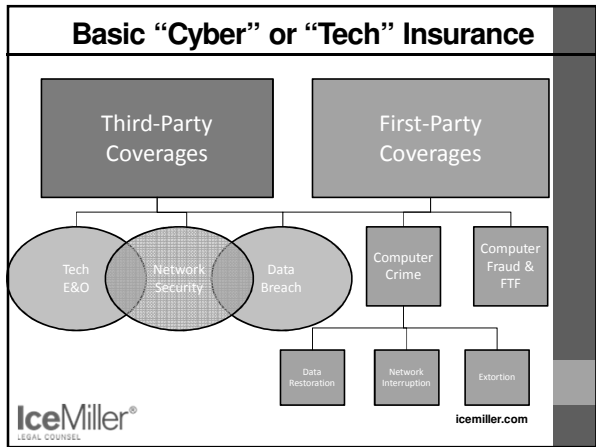 Basic “Cyber” or “Tech” Insurance
Third-Party
Coverages
First-Party
Coverages
Tech
E&O
Network
Security
Data
Breach
Computer
Crime
Computer
Fraud &
FTF
Data
Restoration
Network
Interruption
Extortion
IceMiller®
LEGAL COUNSEL
icemiller.com